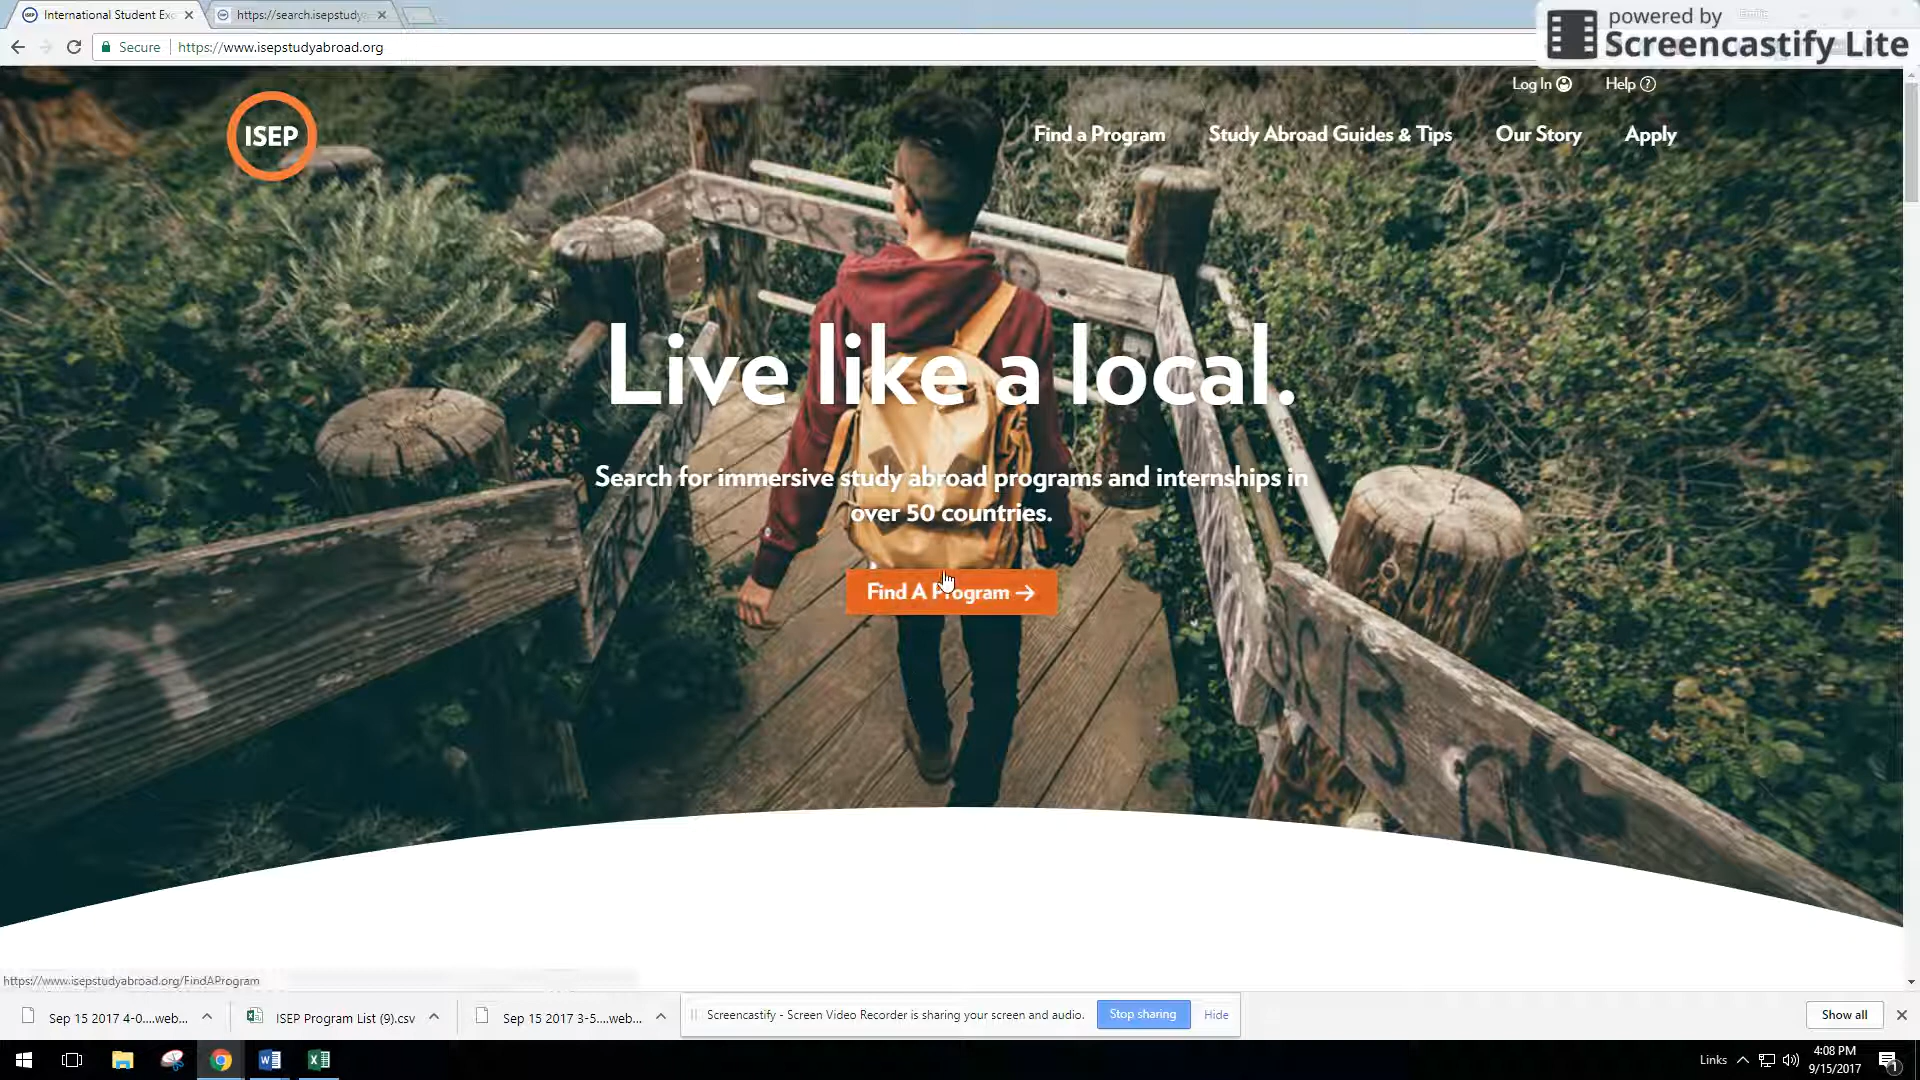 International Student Ex
https://search.isepstudy
powered by
Screencastify Lite
Secure
https://www.isepstudyabroad.org
Log In
Help
ISEP
Find a Program
Study Abroad Guides & Tips
Our Story
Apply
Live like a local.
Search for immersive study abroad programs and internships in
over 50 countries.
Find A Program →
https://www.isepstudyabroad.org/FindAProgram
Sep 15 2017 4-0....web...
ISEP Program List (9).csv
Sep 15 2017 3-5....web...
Screencastify - Screen Video Recorder is sharing your screen and audio.
Stop sharing
Hide
Show all
Links
4:08 PM
9/15/2017
1